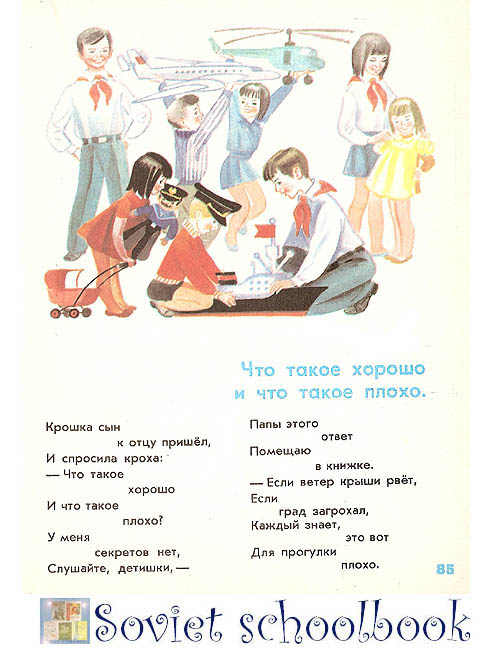 Что такое хорошо
и что такое плохо.
Крошка сын
к отцу пришёл,
И спросила кроха:
— Что такое
хорошо
И что такое
плохо?
У меня
секретов нет,
Слушайте, детишки, —
Папы этого
ответ
Помещаю
в книжке.
— Если ветер крыши рвёт,
Если
град загрохал,
Каждый знает,
это вот
Для прогулки
плохо.
85
Soviet schoolbook